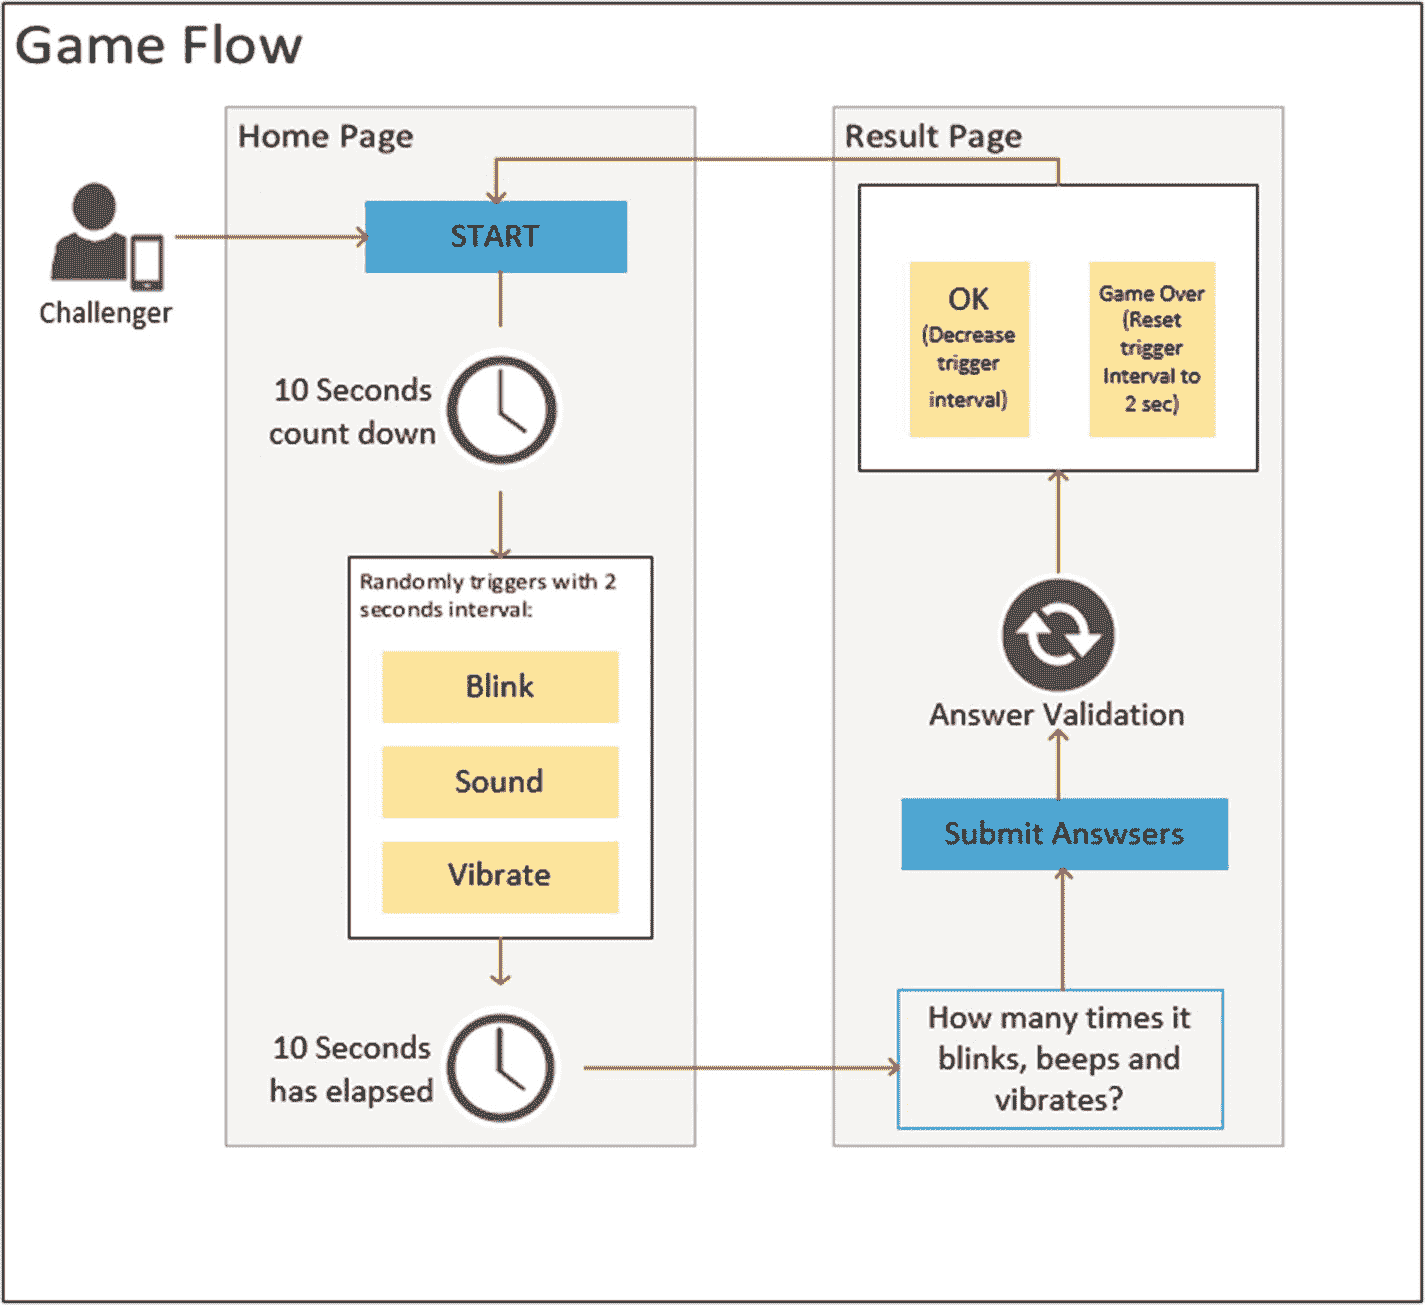 Game Flow
Home Page
START
Challenger
10 Seconds
count down
Randomly triggers with 2
seconds interval:
Blink
Sound
Vibrate
10 Seconds
has elapsed
Result Page
OK
(Decrease
trigger
interval)
Game Over
(Reset
trigger
Interval to
2 sec)
Answer Validation
Submit Answsers
How many times it
blinks, beeps and
vibrates?